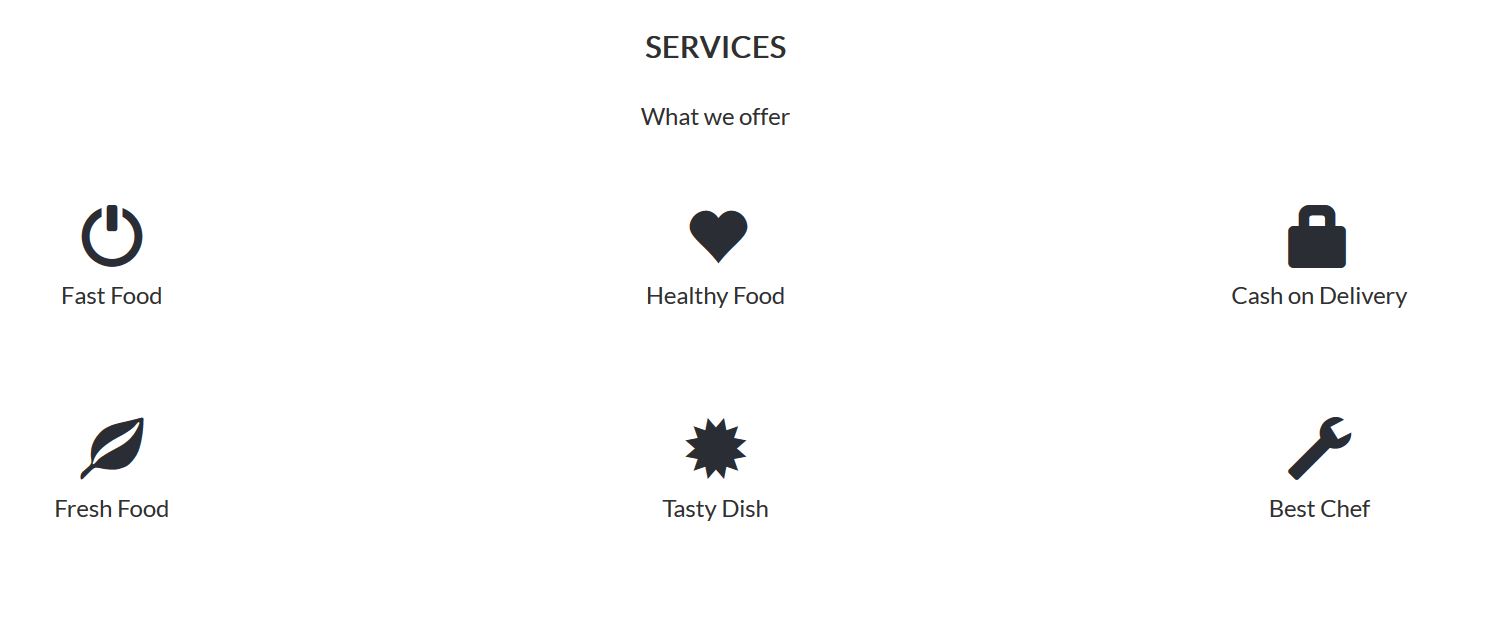 SERVICES
What we offer
Fast Food
Healthy Food
Cash on Delivery
Fresh Food
Tasty Dish
Best Chef